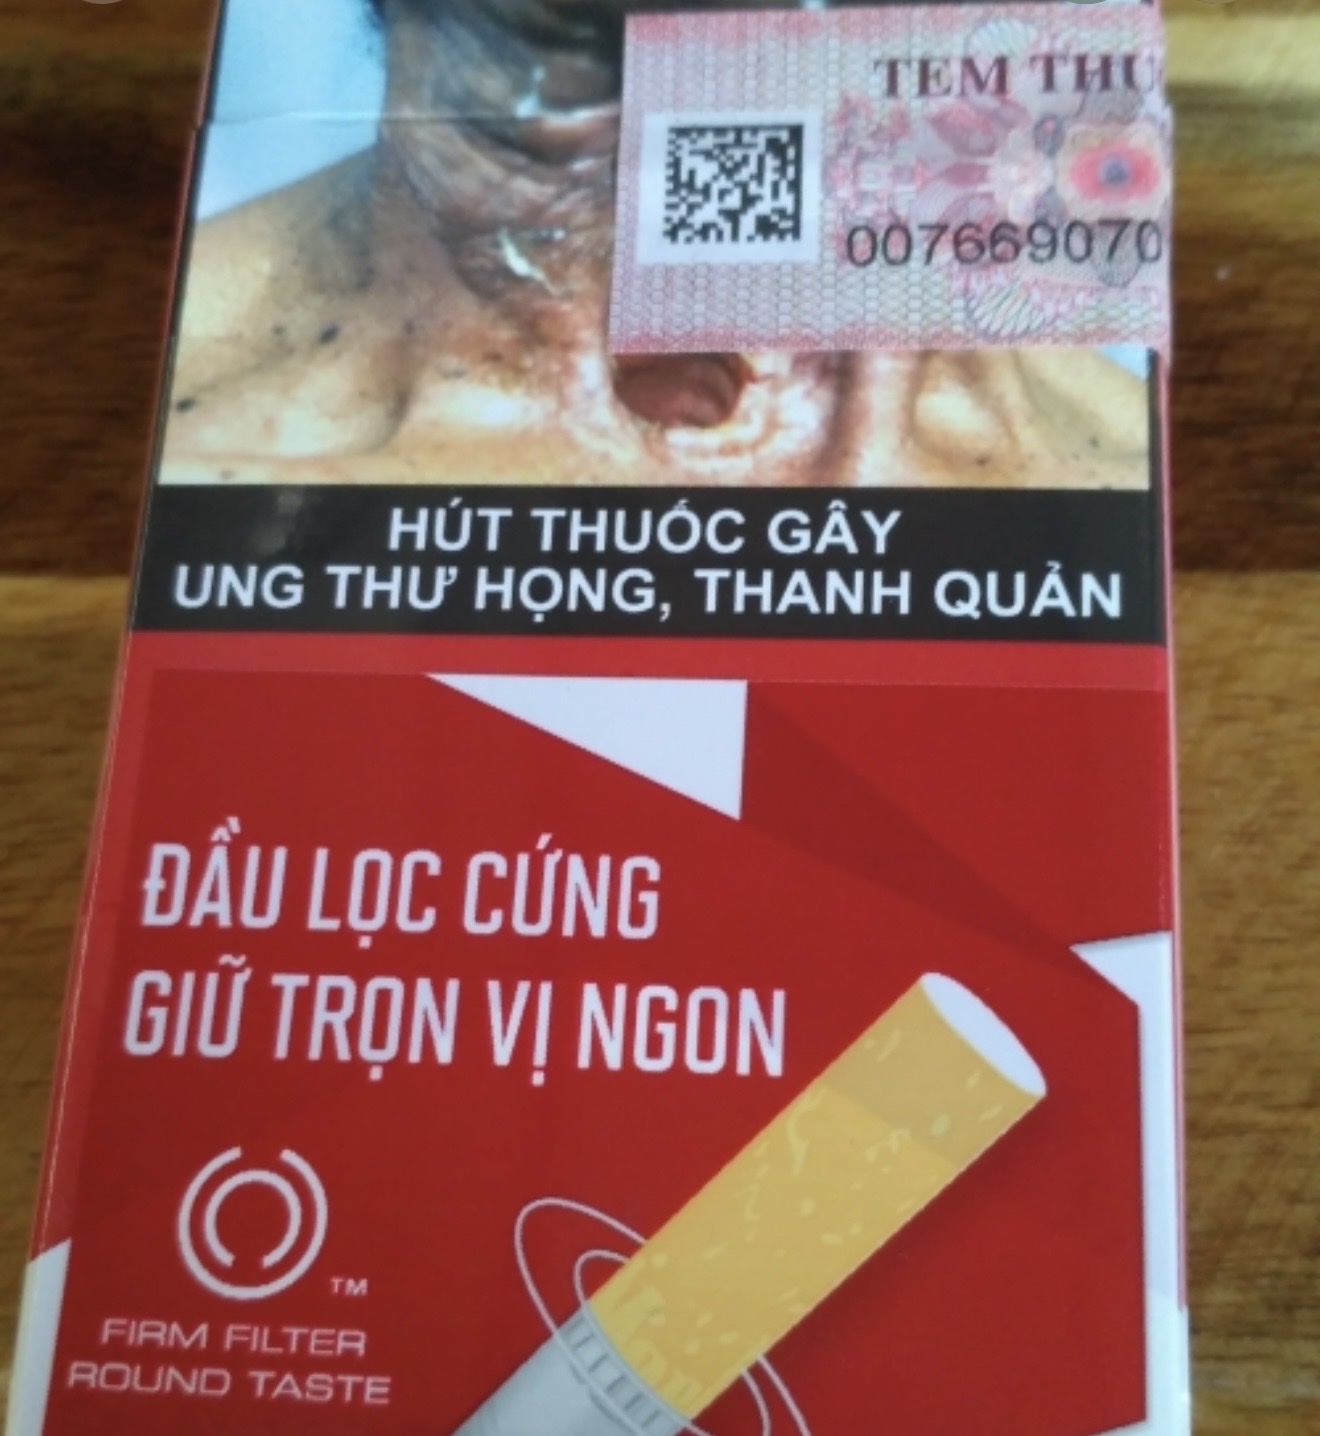 TEM THU
007669070
HÚT THUỐC GÂY
UNG THƯ HỌNG, THANH QUẢN
ĐẦU LỌC CỨNG
GIỮ TRỌN VỊ NGON
TM
FIRM FILTER
ROUND TASTE